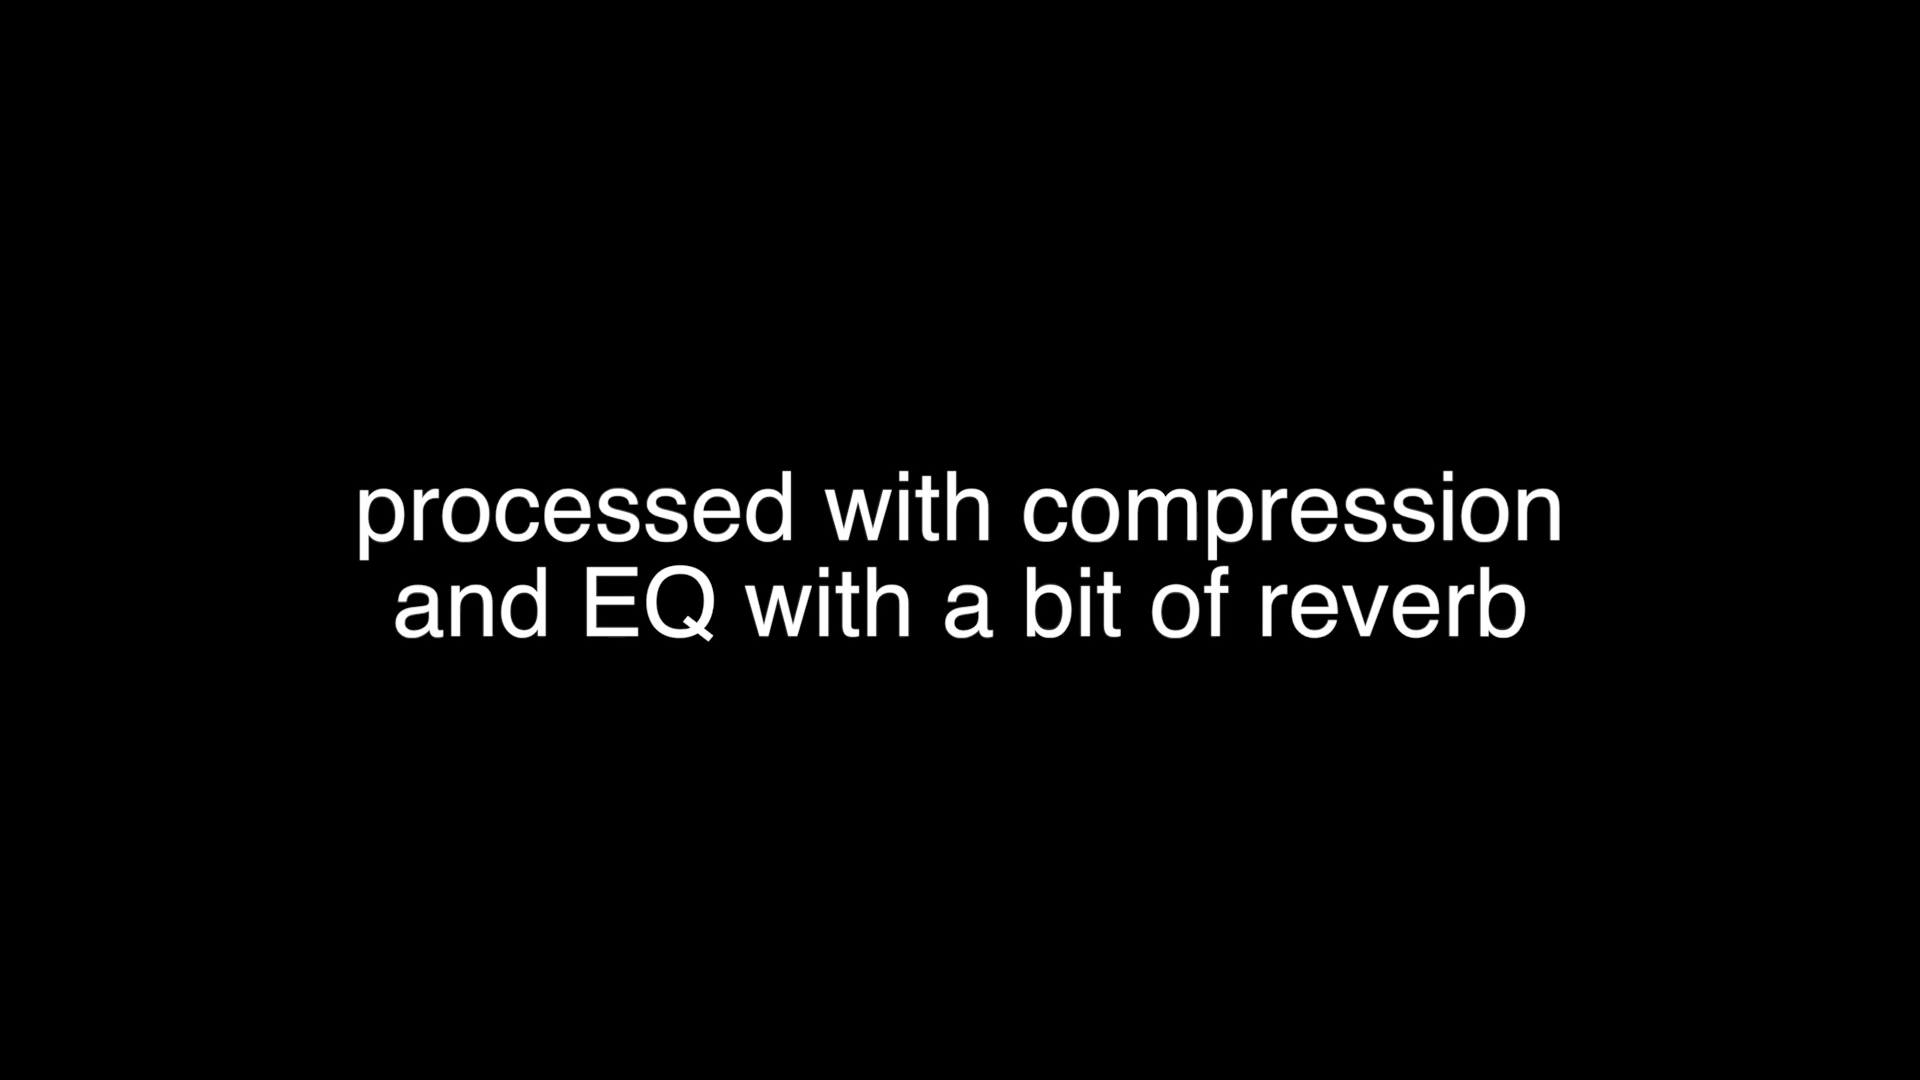 processed with compression
and EQ with a bit of reverb